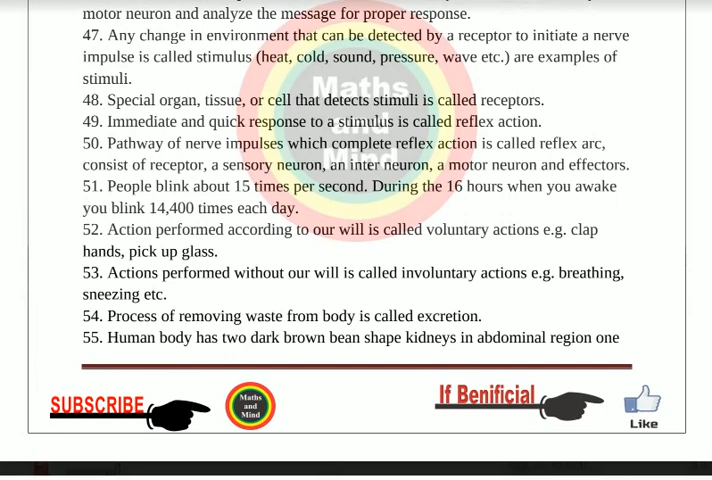 motor neuron and analyze the message for proper response.
47. Any change in environment that can be detected by a receptor to initiate a nerve
impulse is called stimulus (heat, cold, sound, pressure, wave etc.) are examples of
stimuli.
48. Special organ, tissue, or cell that detects stimuli is called receptors.
49. Immediate and quick response to a stimulus is called reflex action.
50. Pathway of nerve impulses which complete reflex action is called reflex arc,
consist of receptor, a sensory neuron, an inter neuron, a motor neuron and effectors.
51. People blink about 15 times per second. During the 16 hours when you awake
you blink 14,400 times each day.
52. Action performed according to our will is called voluntary actions e.g. clap
hands, pick up glass.
53. Actions performed without our will is called involuntary actions e.g. breathing,
sneezing etc.
54. Process of removing waste from body is called excretion.
55. Human body has two dark brown bean shape kidneys in abdominal region one
Maths
and
Mind
SUBSCRIBE
Maths
and
Mind
If Benificial
Like